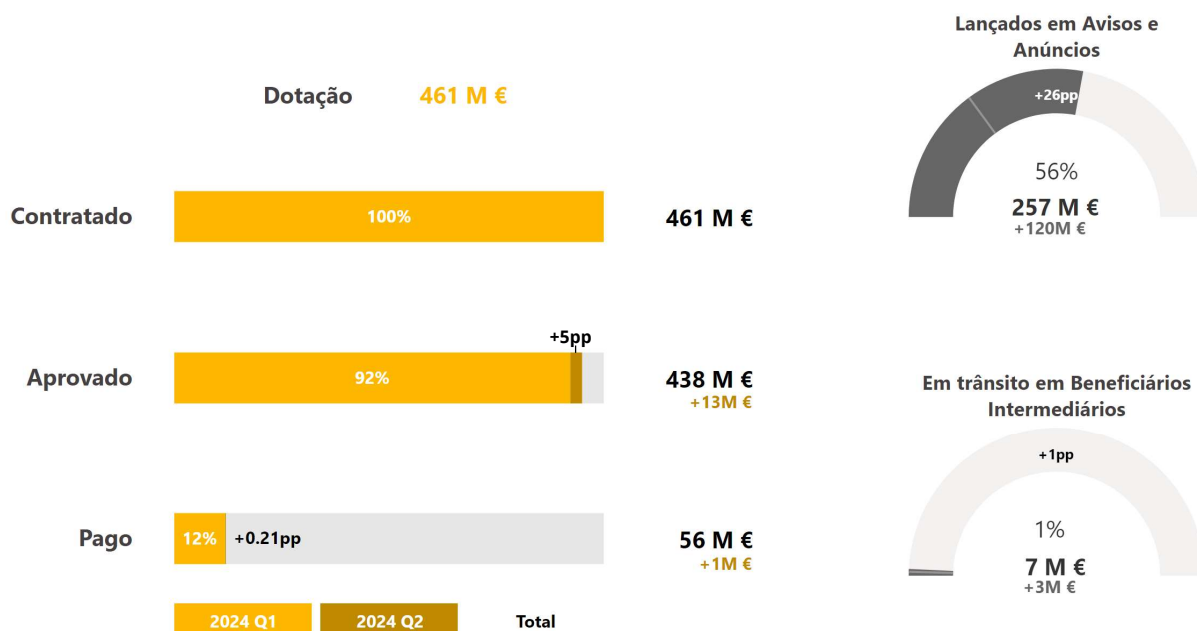 Dotação 461 M €
Contratado 100% 461 M €
+5pp
Aprovado 92% 438 M €
+13M €
Pago 12% +0.21pp 56 M €
+1M €
2024 Q1 2024 Q2 Total
Lançados em Avisos e
Anúncios
+26pp
56%
257 M €
+120M €
Em trânsito em Beneficiários
Intermediários
+1pp
1%
7 M €
+3M €